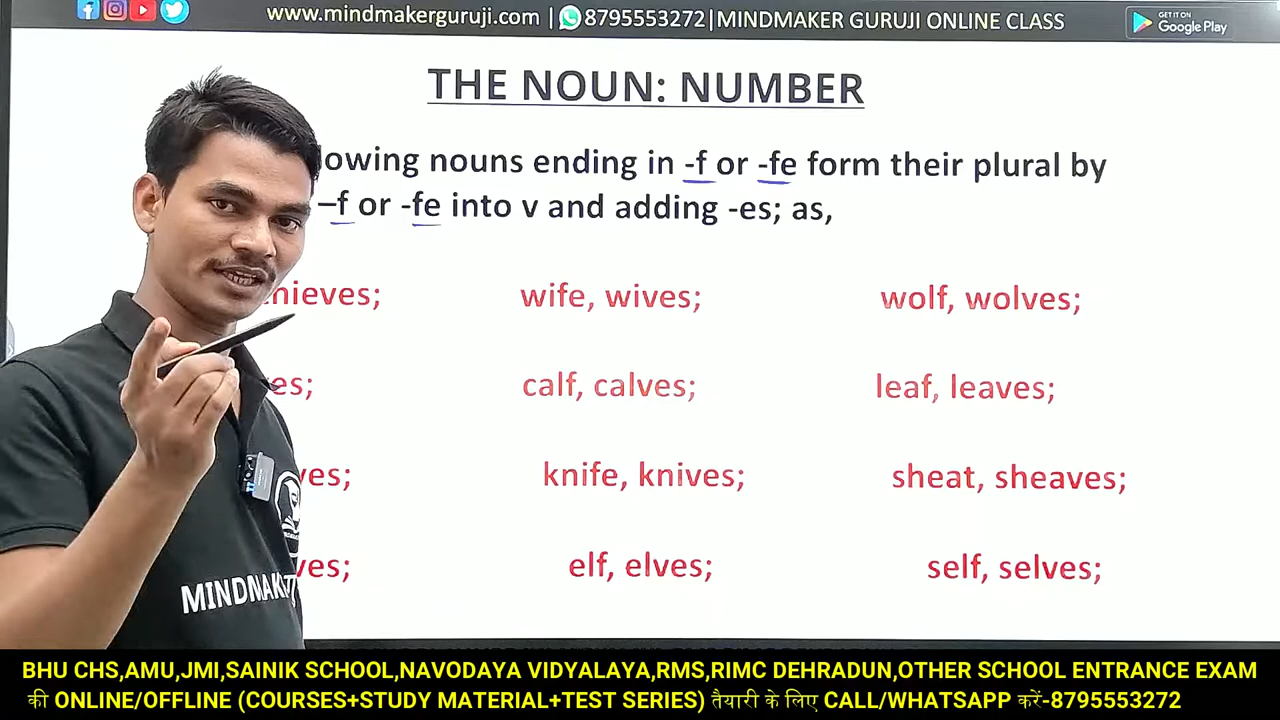 www.mindmakerguruji.com | 8795553272|MINDMAKER GURUJI ONLINE CLASS
GET IT ON
Google Play
THE NOUN: NUMBER
owing nouns ending in -f or -fe form their plural by
–f or -fe into v and adding -es; as,
hieves; wife, wives; wolf, wolves;
es; calf, calves; leaf, leaves;
ves; knife, knives; sheat, sheaves;
ves; elf, elves; self, selves;
MINDMAK
BHU CHS,AMU,JMI,SAINIK SCHOOL,NAVODAYA VIDYALAYA,RMS,RIMC DEHRADUN,OTHER SCHOOL ENTRANCE EXAM
की ONLINE/OFFLINE (COURSES+STUDY MATERIAL+TEST SERIES) तैयारी के लिए CALL/WHATSAPP करें-8795553272